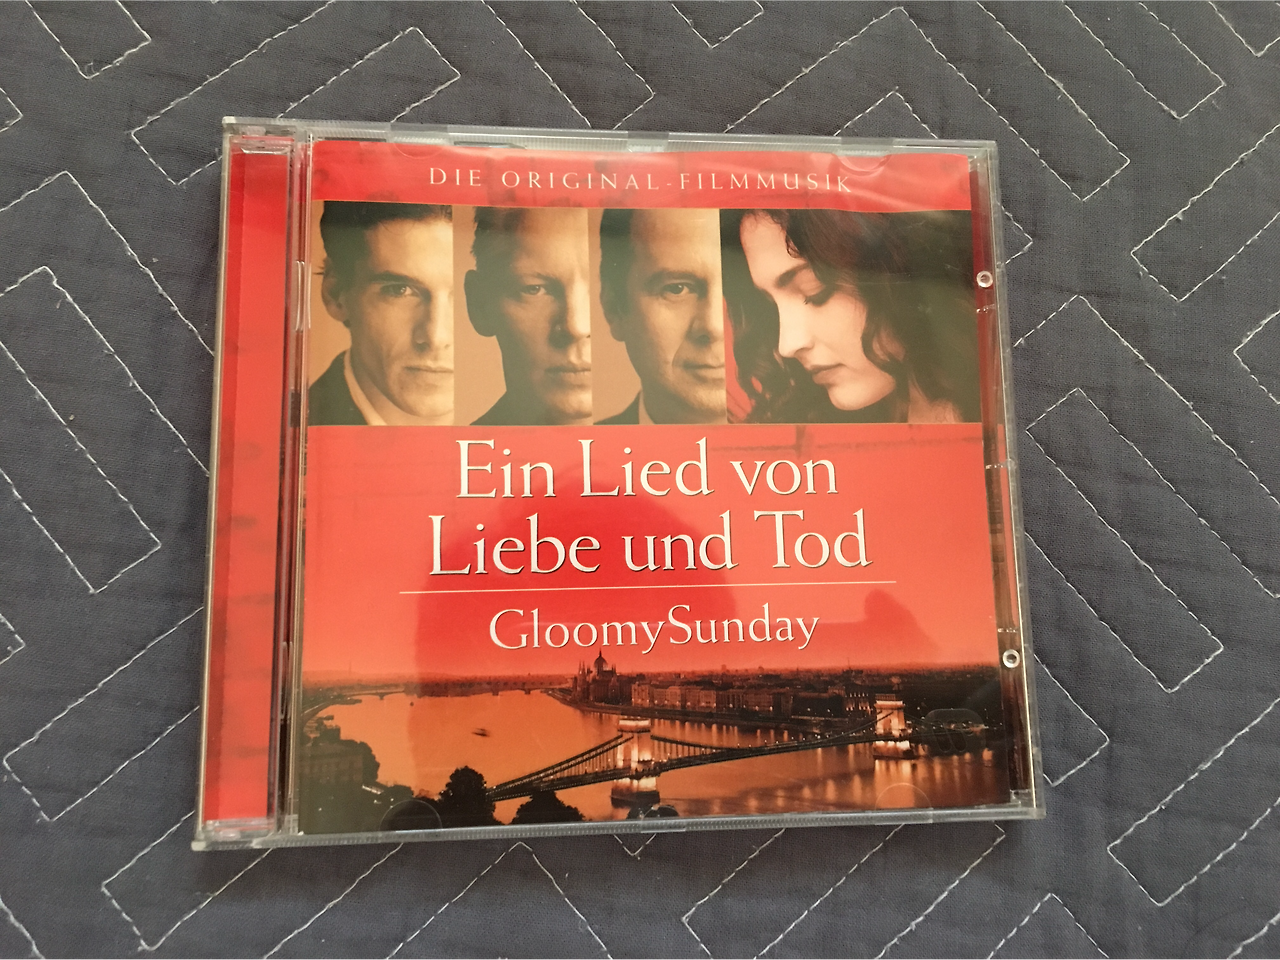 DIE ORIGINAL-FILMMUSIK
Ein Lied von
Liebe und Tod
GloomySunday